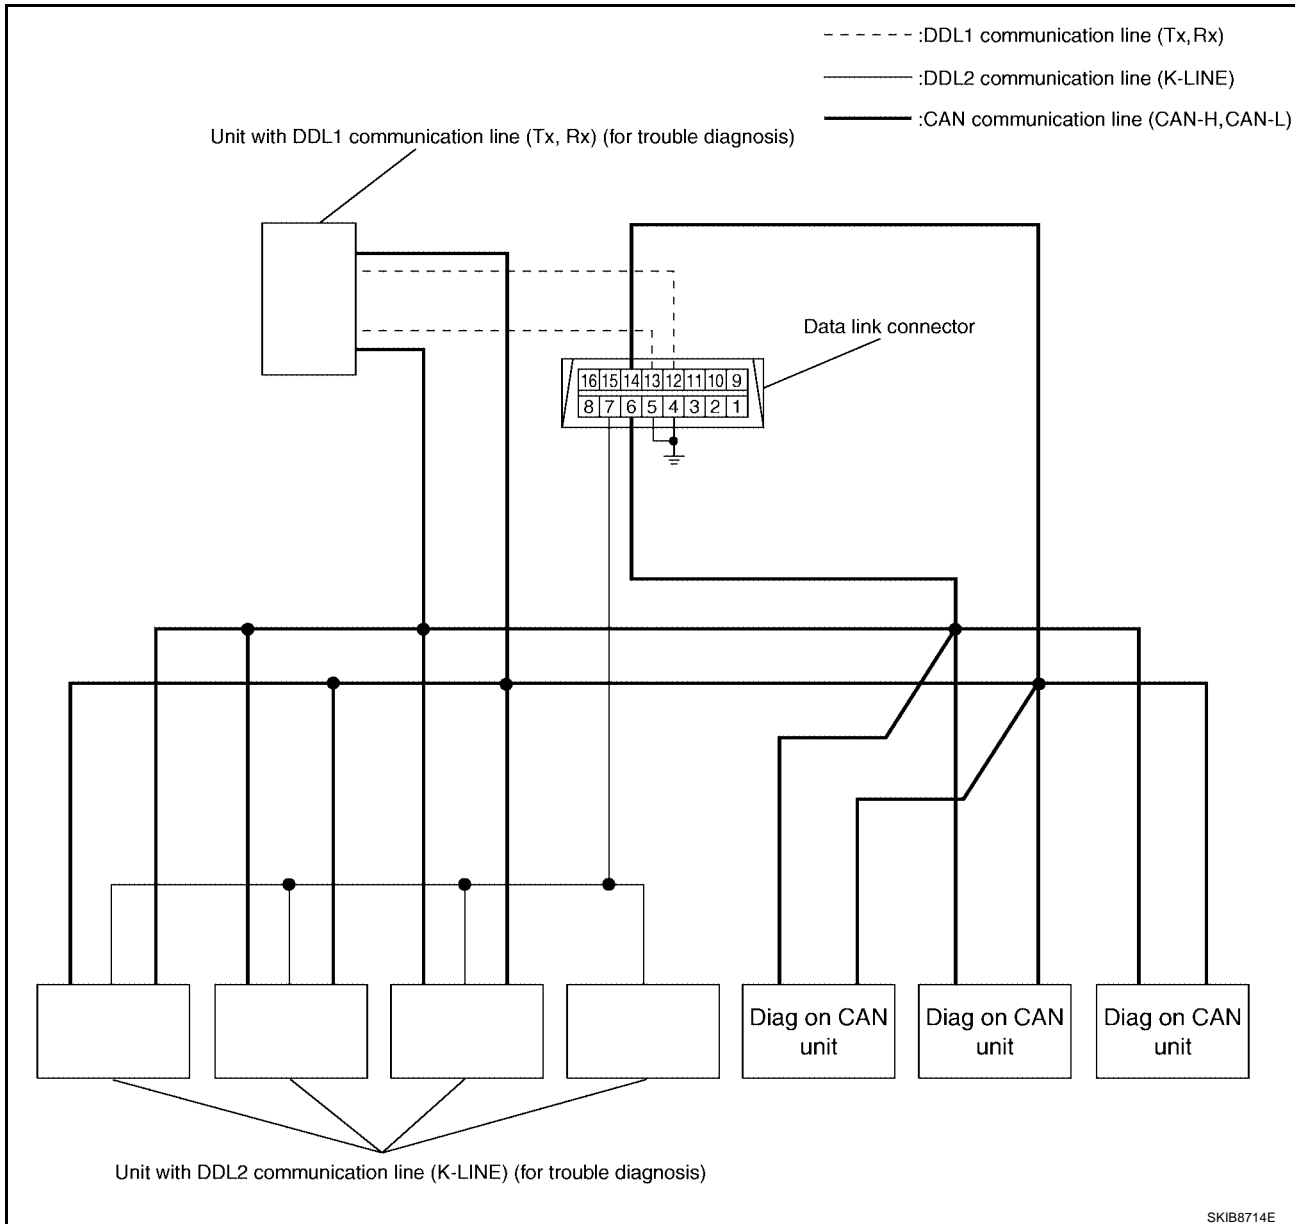 :DDL1 communication line (Tx,Rx)
:DDL2 communication line (K-LINE)
:CAN communication line (CAN-H,CAN-L)
Unit with DDL1 communication line (Tx, Rx) (for trouble diagnosis)
Data link connector
16 15 14 13 12 11 10 9
8 7 6 5 4 3 2 1
Diag on CAN
unit
Diag on CAN
unit
Diag on CAN
unit
Unit with DDL2 communication line (K-LINE) (for trouble diagnosis)
SKIB8714E